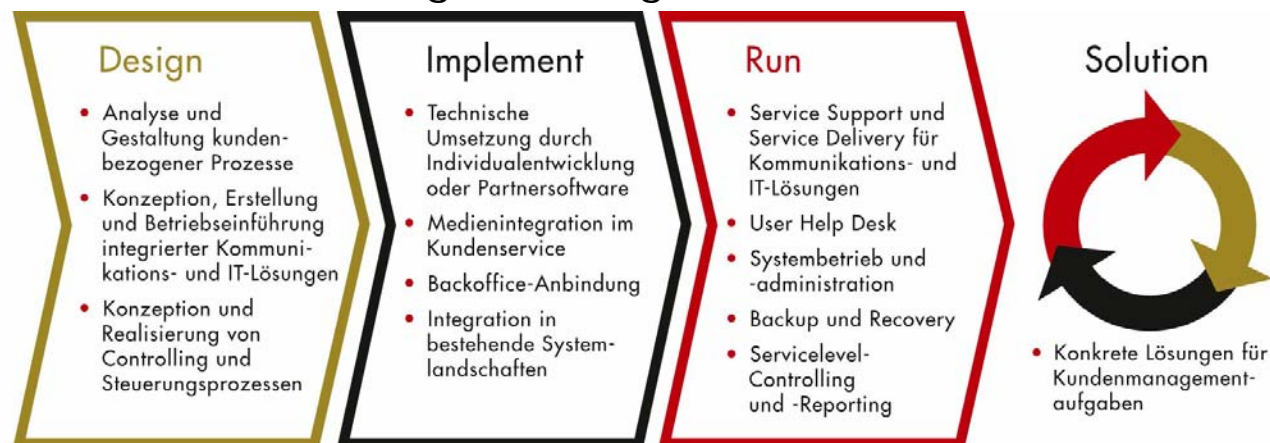 Design
• Analyse und
Gestaltung kunden-
bezogener Prozesse
• Konzeption, Erstellung
und Betriebseinführung
integrierter Kommuni-
kations- und IT-Lösungen
• Konzeption und
Realisierung von
Controlling und
Steuerungsprozessen
Implement
• Technische
Umsetzung durch
Individualentwicklung
oder Partnersoftware
• Medienintegration im
Kundenservice
• Backoffice-Anbindung
• Integration in
bestehende System-
landschaften
Run
• Service Support und
Service Delivery für
Kommunikations- und
IT-Lösungen
• User Help Desk
• Systembetrieb und
-administration
• Backup und Recovery
• Servicelevel-
Controlling
und -Reporting
Solution
• Konkrete Lösungen für
Kundenmanagement-
aufgaben